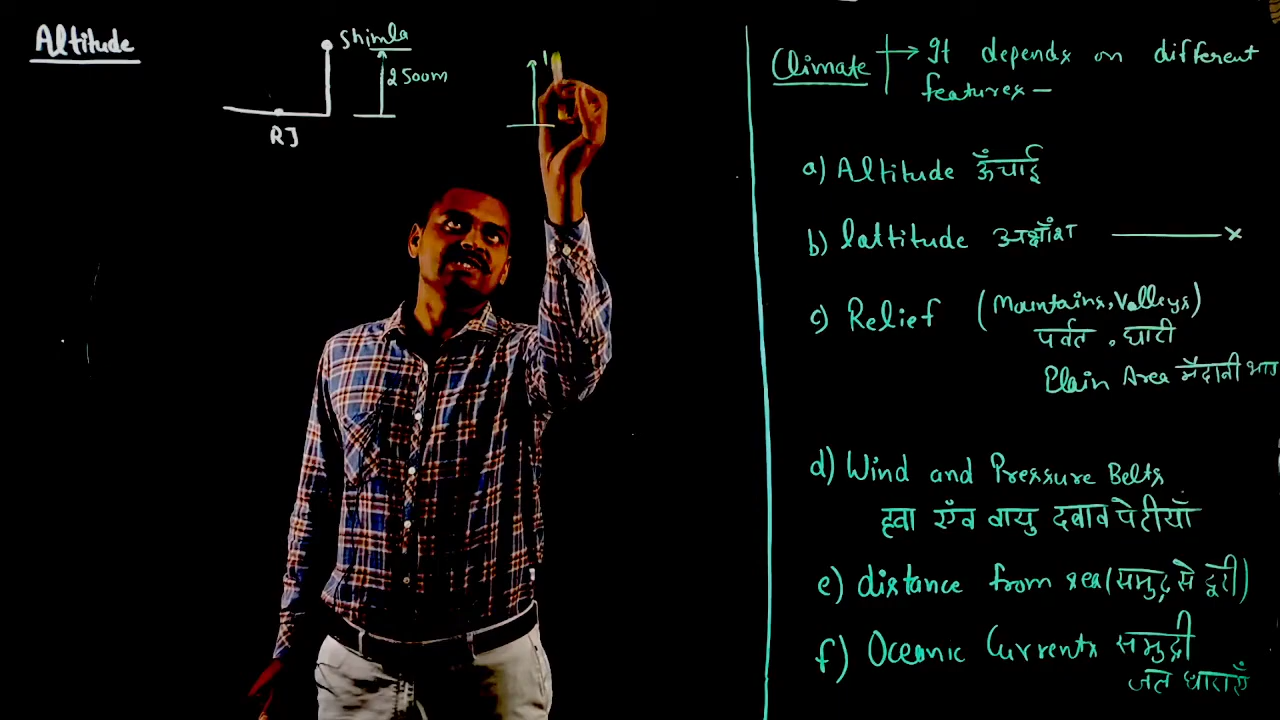 Altitude
Shimla
2500m
RJ
1
Climate → It depends on different
features –
a) Altitude ऊँचाई
b) lattitude अक्षाँश ——— x
c) Relief (Mountains, Valleys)
पर्वत . घाटी
Plain Area मैदानी भाग
d) Wind and Pressure Belts
हवा एँव वायु दबाव पेटीयाँ
e) distance from sea (समुद्र से दूरी)
f) Oceanic Currents समुद्री
जल धाराएँ